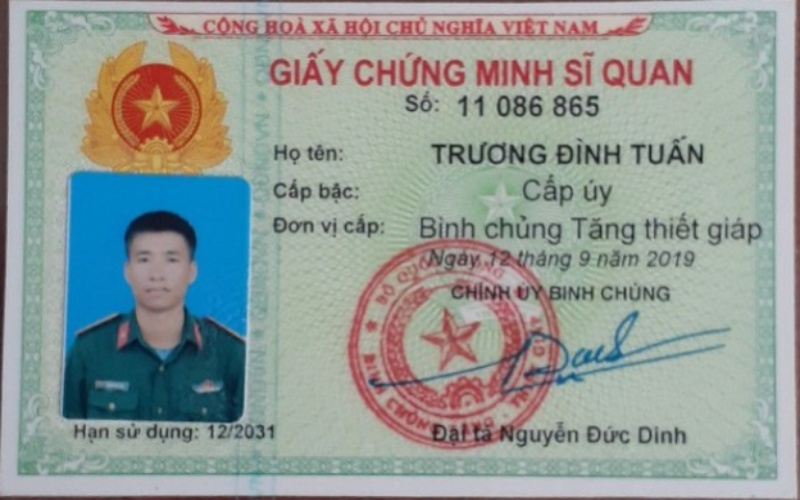 CỘNG HOÀ XÃ HỘI CHỦ NGHĨA VIỆT NAM
GIẤY CHỨNG MINH SĨ QUAN
Số: 11 086 865
Họ tên: TRƯƠNG ĐÌNH TUẤN
Cấp bậc: Cấp úy
Đơn vị cấp: Binh chủng Tăng thiết giáp
Ngày 12 tháng 9 năm 2019
CHÍNH UỶ BINH CHỦNG
Hạn sử dụng: 12/2031
Đại tá Nguyễn Đức Dinh